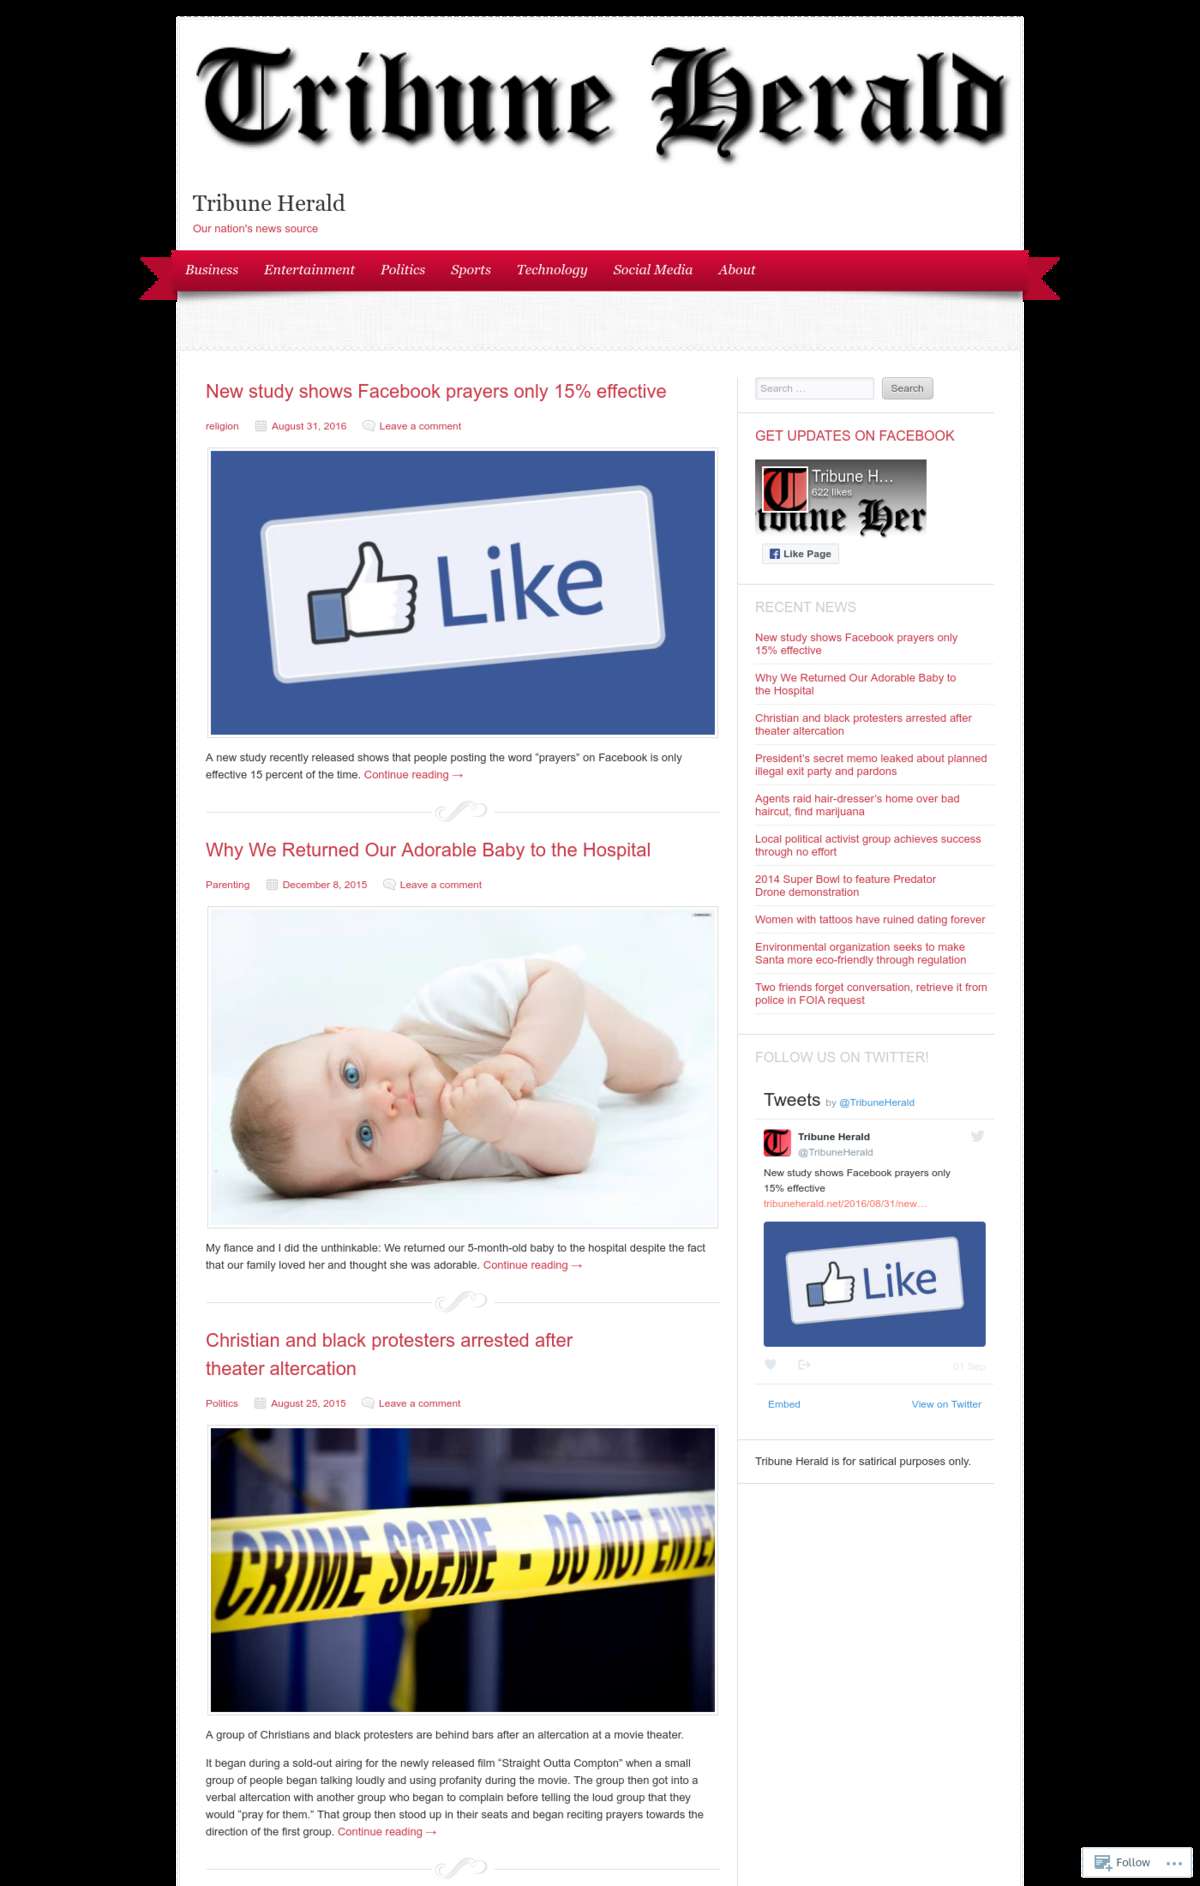 Tribune Herald
Tribune Herald
Our nation's news source
Business Entertainment Politics Sports Technology Social Media About
New study shows Facebook prayers only 15% effective
religion August 31, 2016 Leave a comment
Like
A new study recently released shows that people posting the word "prayers" on Facebook is only
effective 15 percent of the time. Continue reading →
Why We Returned Our Adorable Baby to the Hospital
Parenting December 8, 2015 Leave a comment
My fiance and I did the unthinkable: We returned our 5-month-old baby to the hospital despite the fact
that our family loved her and thought she was adorable. Continue reading →
Christian and black protesters arrested after
theater altercation
Politics August 25, 2015 Leave a comment
CRIME SCENE - DO NOT ENTER
A group of Christians and black protesters are behind bars after an altercation at a movie theater.
It began during a sold-out airing for the newly released film "Straight Outta Compton" when a small
group of people began talking loudly and using profanity during the movie. The group then got into a
verbal altercation with another group who began to complain before telling the loud group that they
would "pray for them." That group then stood up in their seats and began reciting prayers towards the
direction of the first group. Continue reading →
Search …
Search
GET UPDATES ON FACEBOOK
Tribune H...
622 likes
Like Page
RECENT NEWS
New study shows Facebook prayers only
15% effective
Why We Returned Our Adorable Baby to
the Hospital
Christian and black protesters arrested after
theater altercation
President's secret memo leaked about planned
illegal exit party and pardons
Agents raid hair-dresser's home over bad
haircut, find marijuana
Local political activist group achieves success
through no effort
2014 Super Bowl to feature Predator
Drone demonstration
Women with tattoos have ruined dating forever
Environmental organization seeks to make
Santa more eco-friendly through regulation
Two friends forget conversation, retrieve it from
police in FOIA request
FOLLOW US ON TWITTER!
Tweets by @TribuneHerald
Tribune Herald
@TribuneHerald
New study shows Facebook prayers only
15% effective
tribuneherald.net/2016/08/31/new…
Like
01 Sep
Embed View on Twitter
Tribune Herald is for satirical purposes only.
Follow